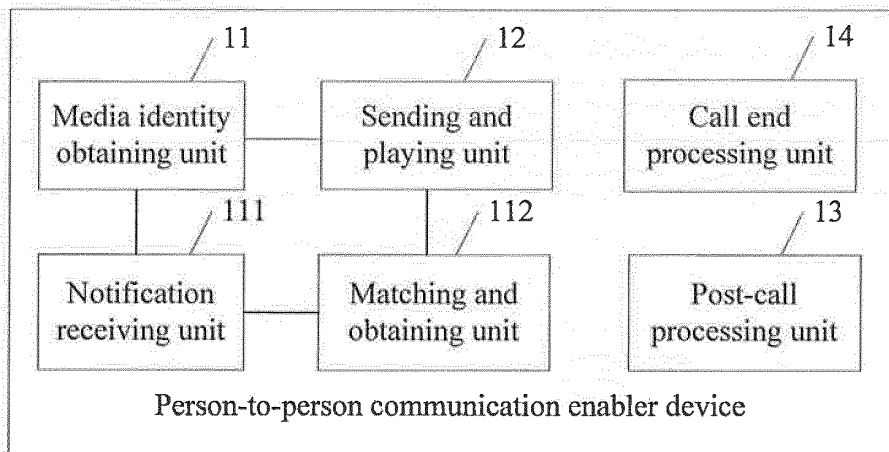 11
12
14
Media identity
obtaining unit
Sending and
playing unit
Call end
processing unit
111
112
13
Notification
receiving unit
Matching and
obtaining unit
Post-call
processing unit
Person-to-person communication enabler device